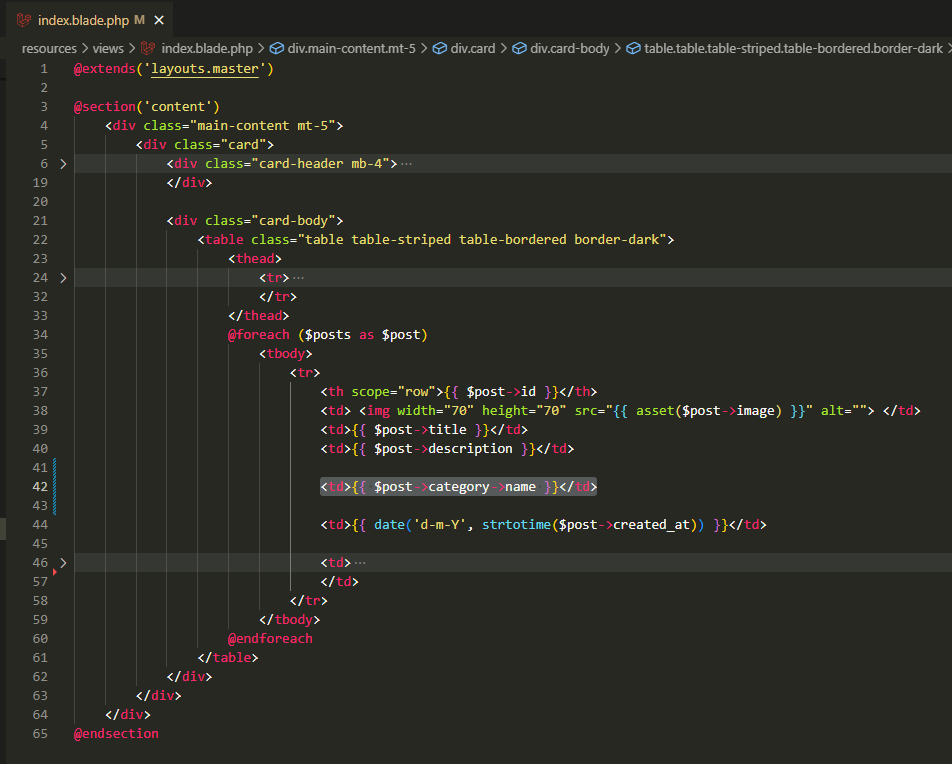 index.blade.php M ×
resources > views > index.blade.php > div.main-content.mt-5 > div.card > div.card-body > table.table.table-striped.table-bordered.border-dark >
1 @extends('layouts.master')
2
3 @section('content')
4 <div class="main-content mt-5">
5 <div class="card">
6 > <div class="card-header mb-4"> ···
19 </div>
20
21 <div class="card-body">
22 <table class="table table-striped table-bordered border-dark">
23 <thead>
24 > <tr> ···
32 </tr>
33 </thead>
34 @foreach ($posts as $post)
35 <tbody>
36 <tr>
37 <th scope="row">{{ $post->id }}</th>
38 <td> <img width="70" height="70" src="{{ asset($post->image) }}" alt=""> </td>
39 <td>{{ $post->title }}</td>
40 <td>{{ $post->description }}</td>
41
42 <td>{{ $post->category->name }}</td>
43
44 <td>{{ date('d-m-Y', strtotime($post->created_at)) }}</td>
45
46 > <td> ···
57 </td>
58 </tr>
59 </tbody>
60 @endforeach
61 </table>
62 </div>
63 </div>
64 </div>
65 @endsection